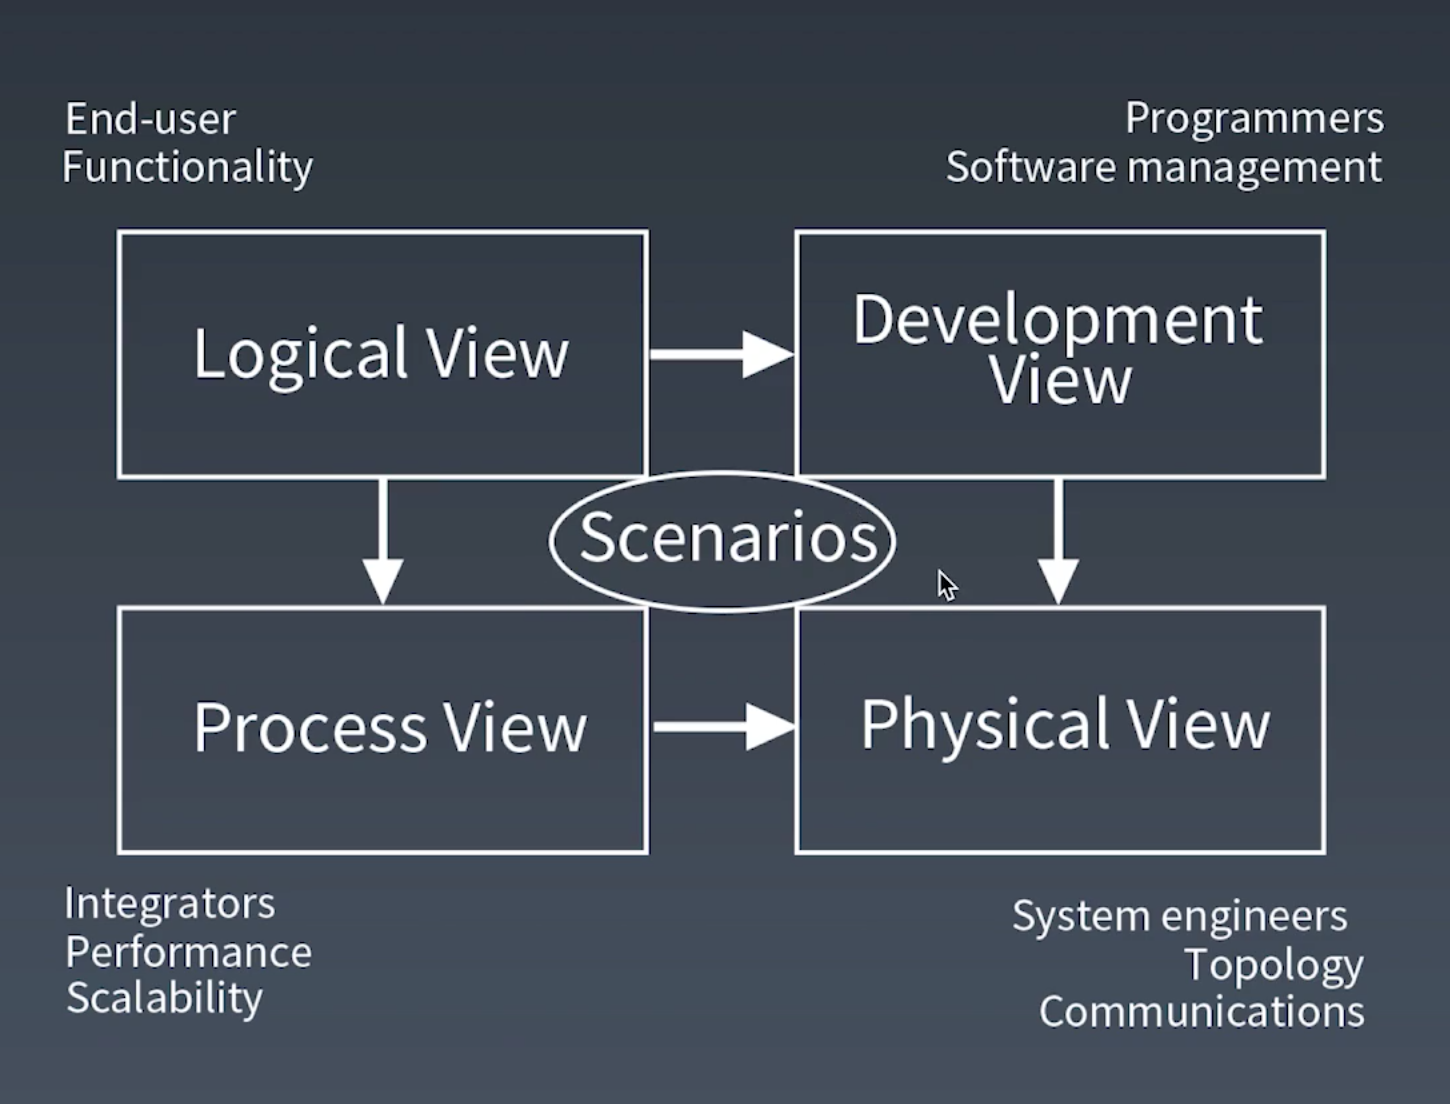 End-user
Functionality
Programmers
Software management
Logical View
Development
View
Scenarios
Process View
Physical View
Integrators
Performance
Scalability
System engineers
Topology
Communications